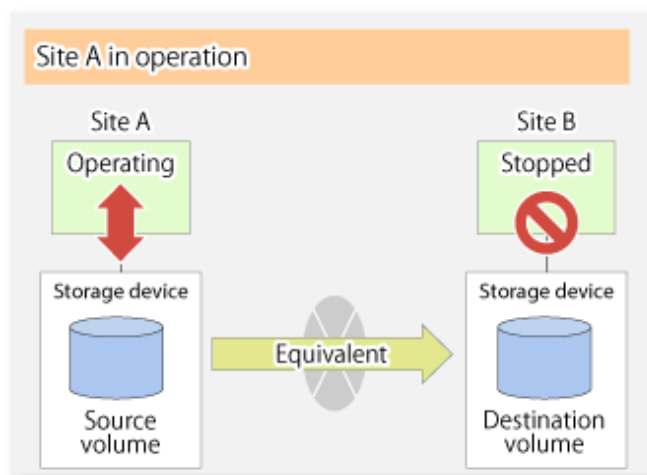 Site A in operation
Site A
Site B
Operating
Stopped
Storage device
Storage device
Equivalent
Source
volume
Destination
volume